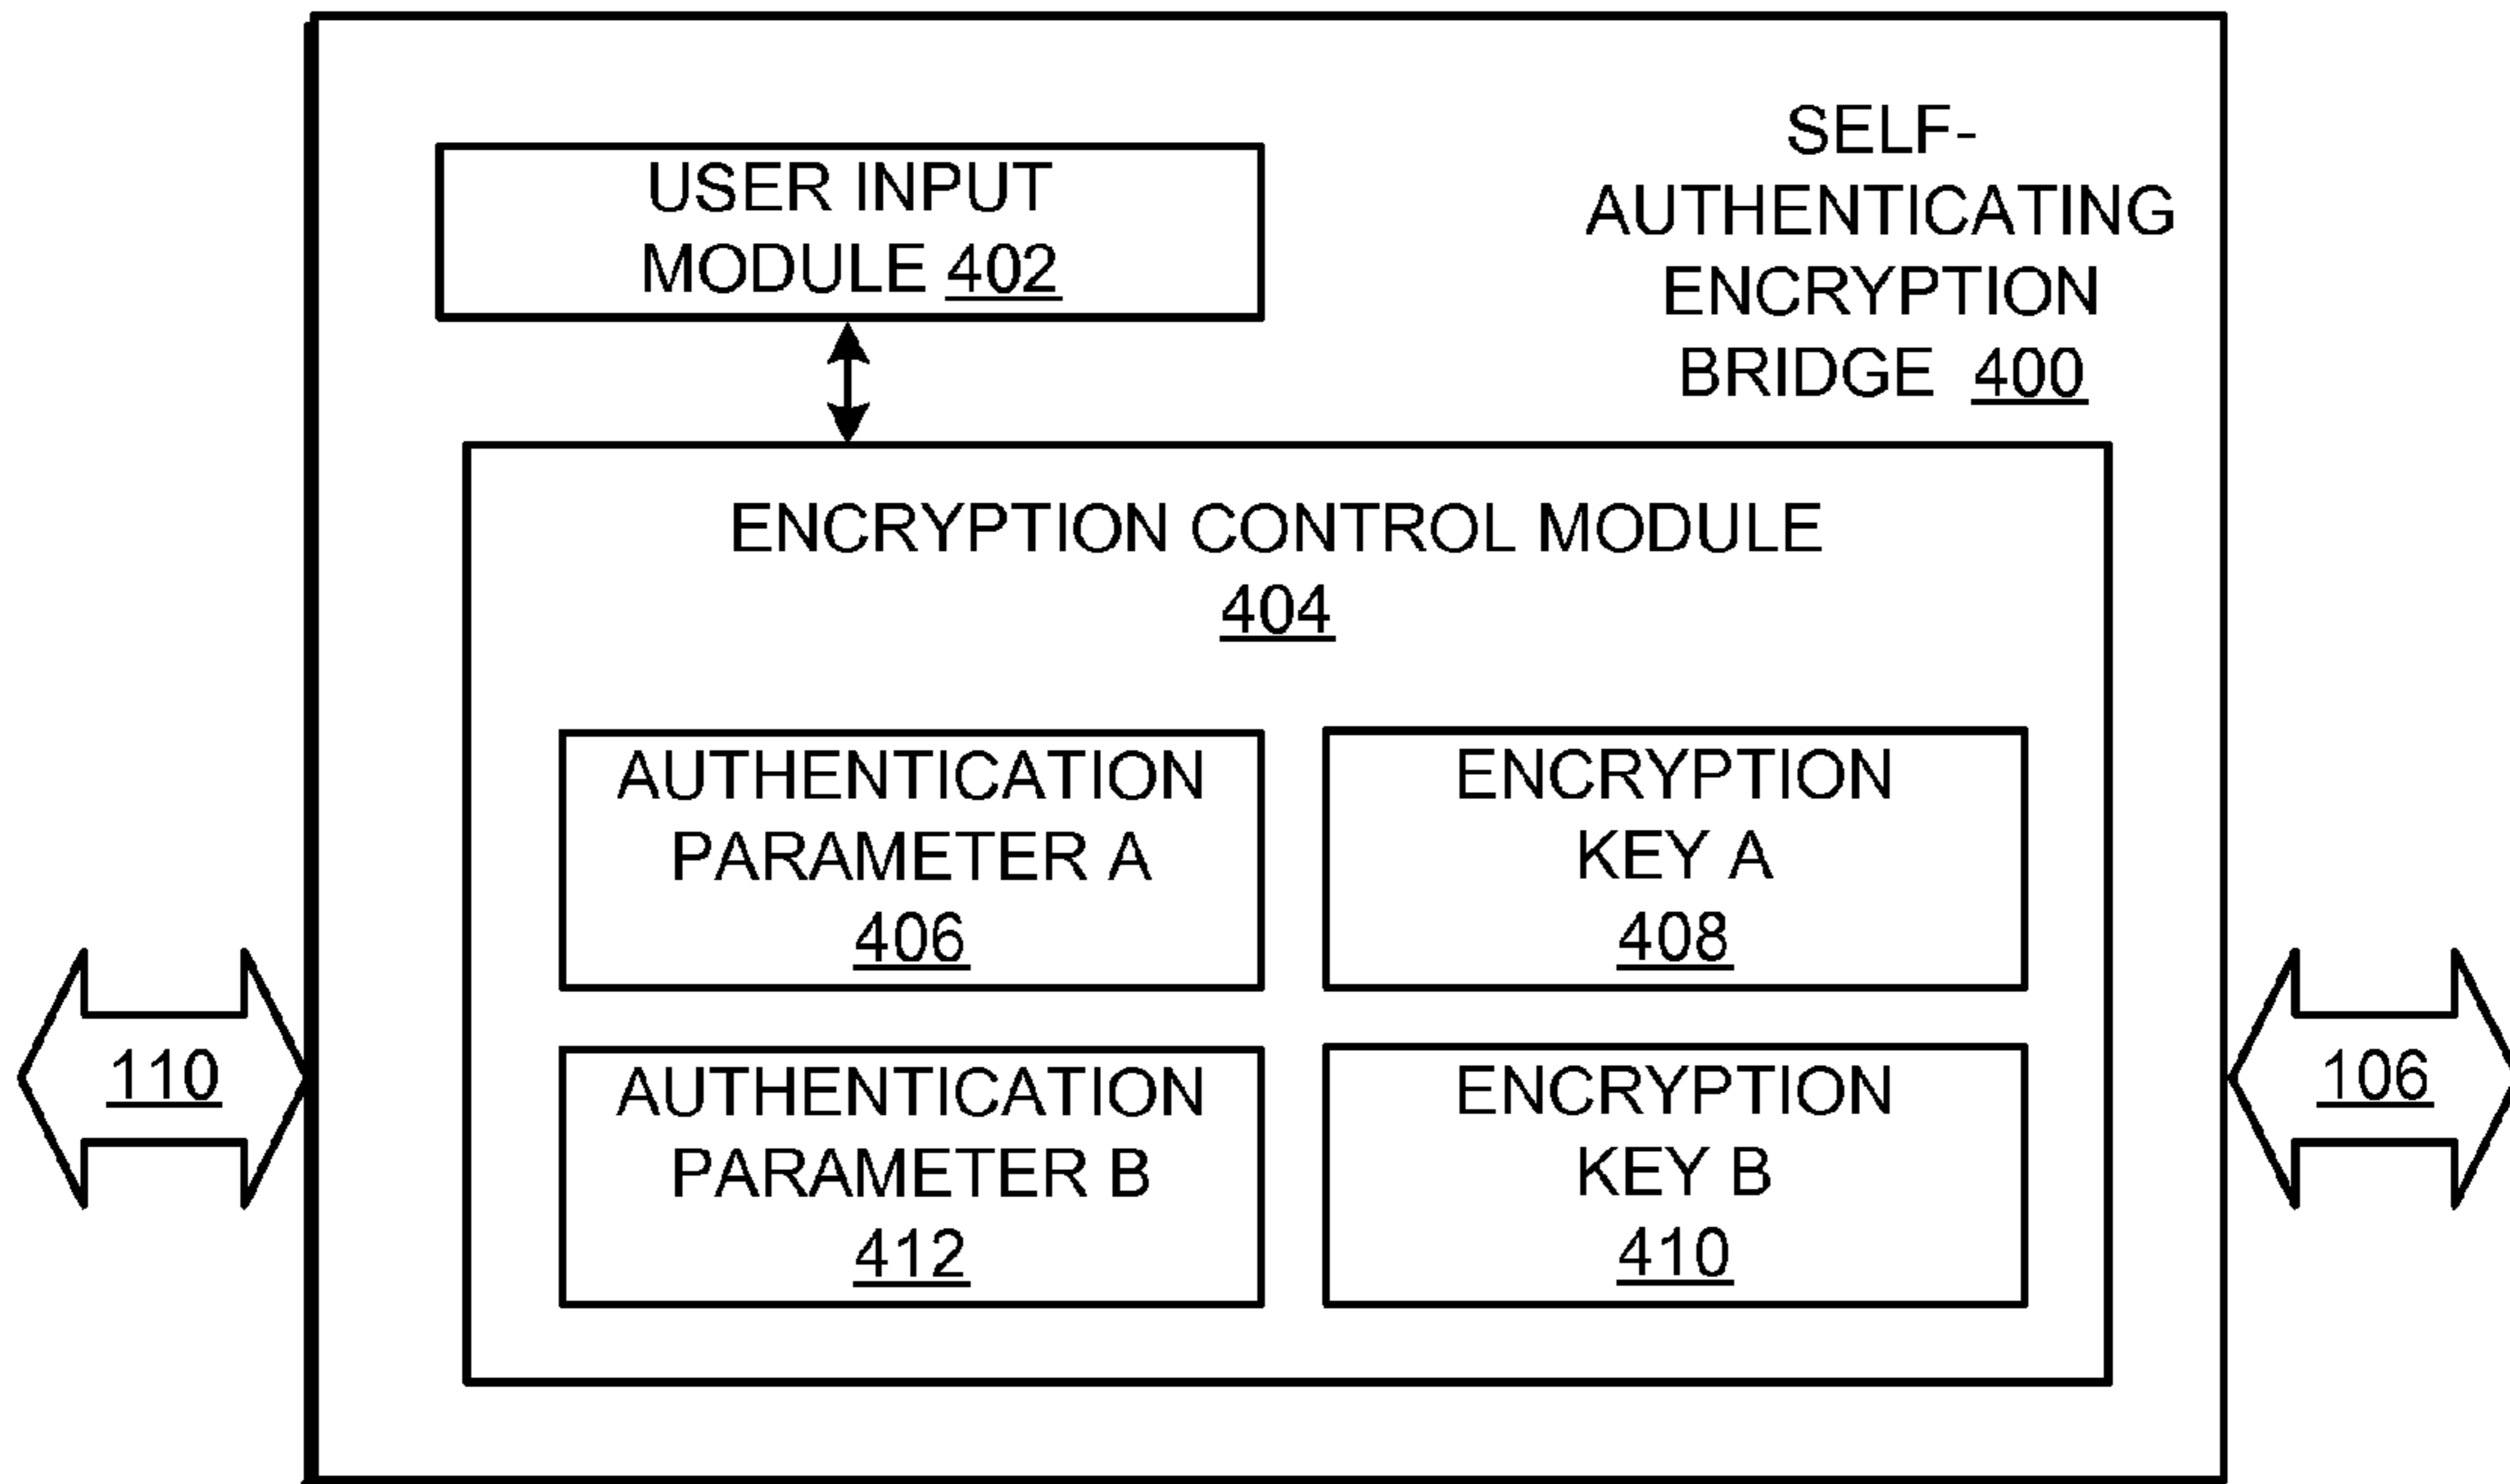 USER INPUT
MODULE 402
SELF-
AUTHENTICATING
ENCRYPTION
BRIDGE 400
ENCRYPTION CONTROL MODULE
404
AUTHENTICATION
PARAMETER A
406
ENCRYPTION
KEY A
408
AUTHENTICATION
PARAMETER B
412
ENCRYPTION
KEY B
410
110
106